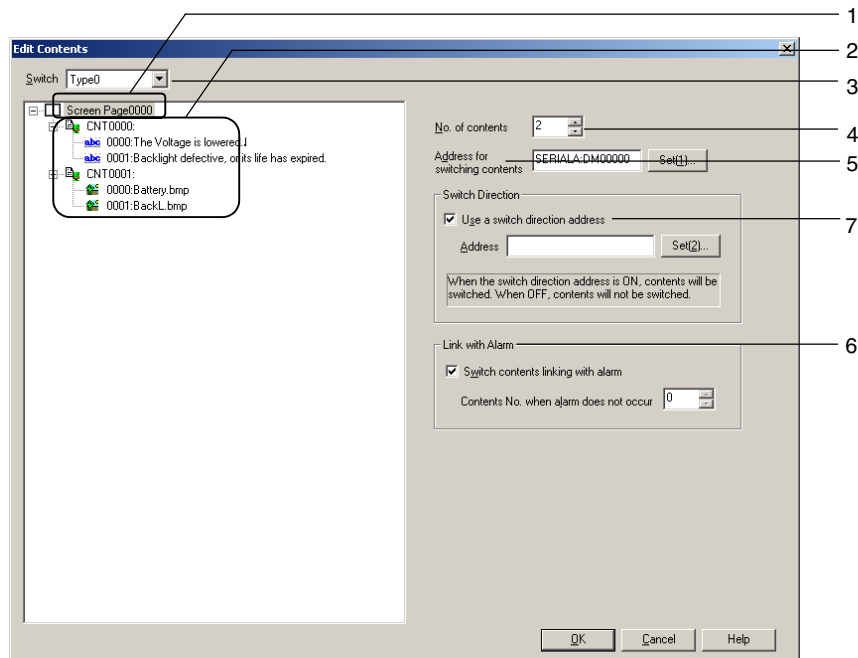 1
Edit Contents
2
Switch Type0
3
Screen Page0000
CNT0000:
0000:The Voltage is lowered.↓
0001:Backlight defective, or its life has expired.
CNT0001:
0000:Battery.bmp
0001:BackL.bmp
No. of contents 2
4
Address for
switching contents SERIALA:DM00000 Set(1)...
5
Switch Direction
Use a switch direction address
7
Address Set(2)...
When the switch direction address is ON, contents will be
switched. When OFF, contents will not be switched.
Link with Alarm
6
Switch contents linking with alarm
Contents No. when alarm does not occur 0
OK Cancel Help